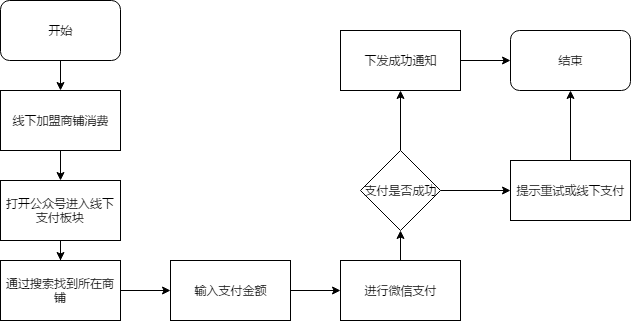 开始
线下加盟商铺消费
打开公众号进入线下
支付板块
通过搜索找到所在商
铺
输入支付金额
进行微信支付
支付是否成功
下发成功通知
提示重试或线下支付
结束